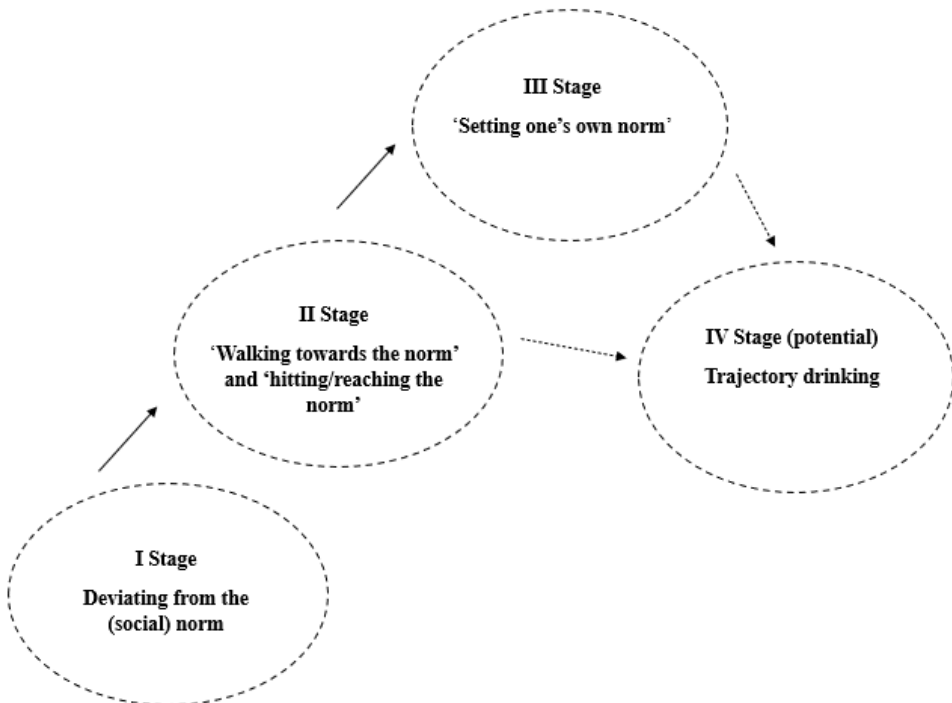 III Stage
‘Setting one’s own norm’
II Stage
‘Walking towards the norm’
and ‘hitting/reaching the
norm’
IV Stage (potential)
Trajectory drinking
I Stage
Deviating from the
(social) norm